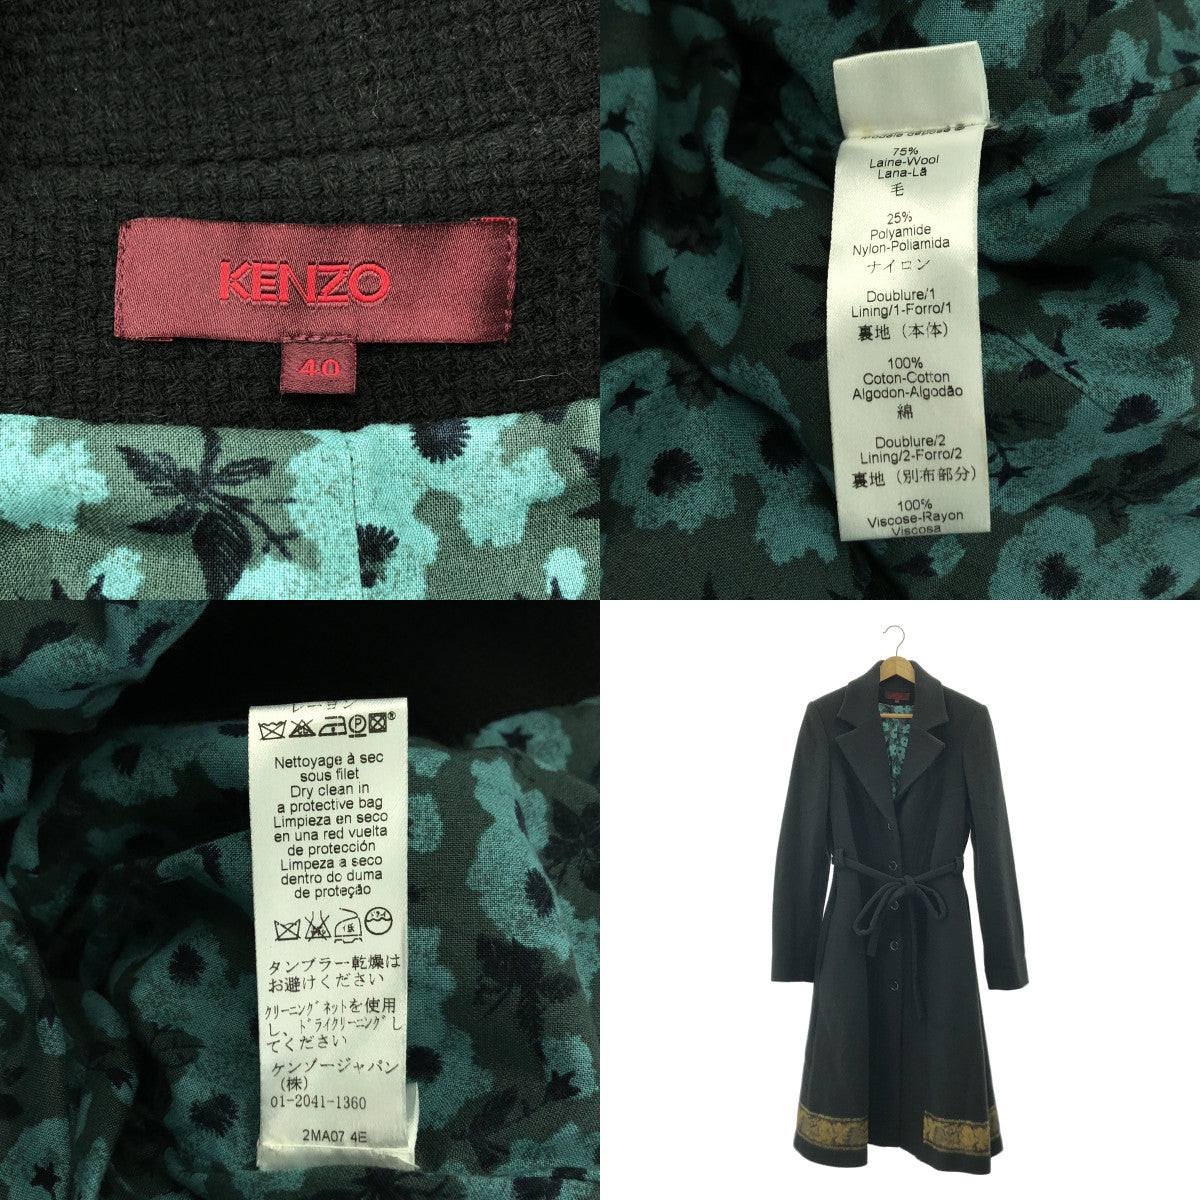 KENZO
40
Modèle déposé ®
75%
Laine-Wool
Lana-Lã
毛
25%
Polyamide
Nylon-Poliamida
ナイロン
Doublure/1
Lining/1-Forro/1
裏地（本体）
100%
Coton-Cotton
Algodon-Algodão
綿
Doublure/2
Lining/2-Forro/2
裏地（別布部分）
100%
Viscose-Rayon
Viscosa
レーヨン
Nettoyage à sec
sous filet
Dry clean in
a protective bag
Limpieza en seco
en una red vuelta
de protección
Limpeza a seco
dentro do duma
de proteção
タンブラー乾燥は
お避けください
クリーニングネットを使用
し、ドライクリーニングし
てください
ケンゾージャパン
（株）
01-2041-1360
2MA07 4E